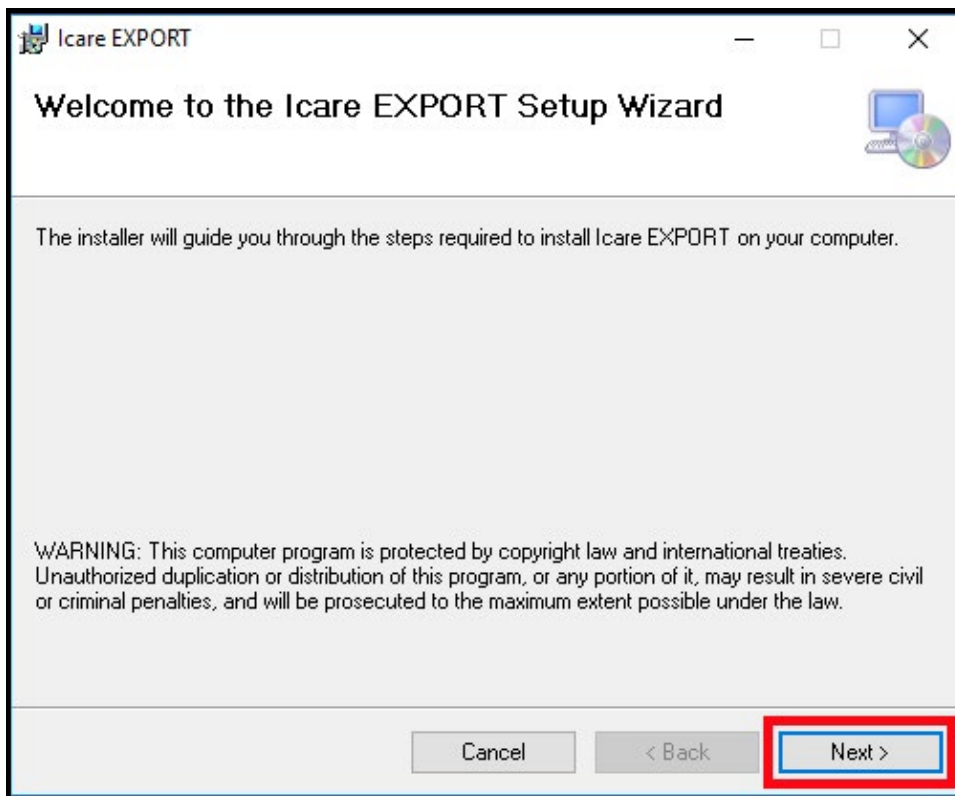 Icare EXPORT
Welcome to the Icare EXPORT Setup Wizard
The installer will guide you through the steps required to install Icare EXPORT on your computer.
WARNING: This computer program is protected by copyright law and international treaties.
Unauthorized duplication or distribution of this program, or any portion of it, may result in severe civil
or criminal penalties, and will be prosecuted to the maximum extent possible under the law.
Cancel < Back Next >